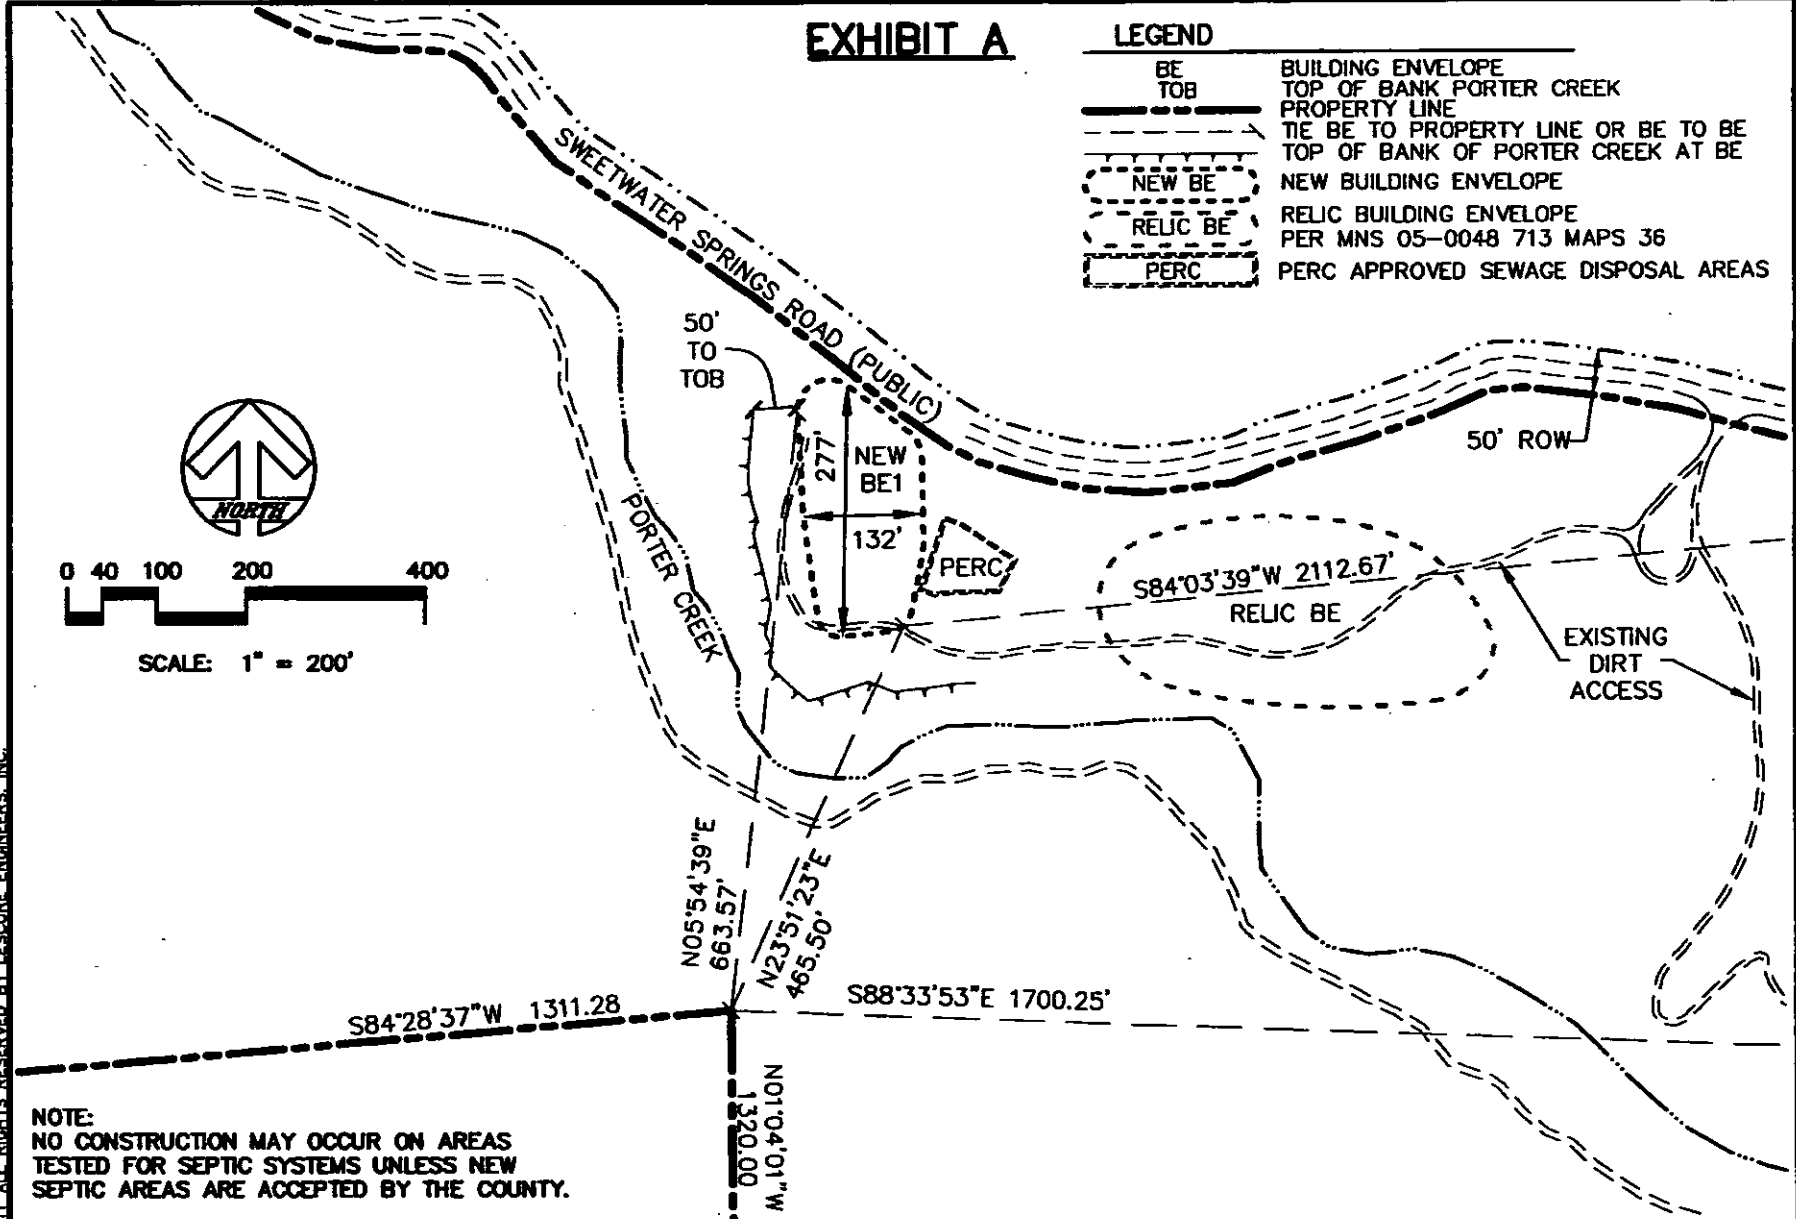 EXHIBIT A
LEGEND
BE BUILDING ENVELOPE
TOB TOP OF BANK PORTER CREEK
PROPERTY LINE
TIE BE TO PROPERTY LINE OR BE TO BE
TOP OF BANK OF PORTER CREEK AT BE
NEW BE NEW BUILDING ENVELOPE
RELIC BE RELIC BUILDING ENVELOPE
PER MNS 05-0048 713 MAPS 36
PERC PERC APPROVED SEWAGE DISPOSAL AREAS
SWEETWATER SPRINGS ROAD (PUBLIC)
50'
TO
TOB
277'
NEW
BE1
132'
PERC
50' ROW
NORTH
0 40 100 200 400
SCALE: 1" = 200'
PORTER CREEK
S84°03'39"W 2112.67'
RELIC BE
EXISTING
DIRT
ACCESS
N05°54'39"E
663.57'
N23°51'23"E
465.50'
S88°33'53"E 1700.25'
S84°28'37"W 1311.28
N01°04'01"W
1320.00
NOTE:
NO CONSTRUCTION MAY OCCUR ON AREAS
TESTED FOR SEPTIC SYSTEMS UNLESS NEW
SEPTIC AREAS ARE ACCEPTED BY THE COUNTY.
ALL RIGHTS RESERVED BY LESCURE ENGINEERS, INC.